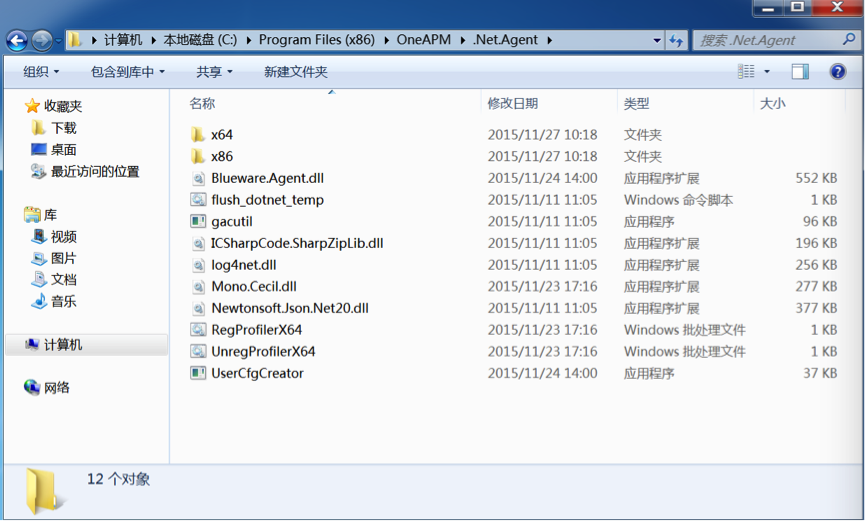 计算机 本地磁盘 (C:) Program Files (x86) OneAPM .Net.Agent 搜索 .Net.Agent
组织 包含到库中 共享 新建文件夹
收藏夹
下载
桌面
最近访问的位置
库
视频
图片
文档
音乐
计算机
网络
名称 修改日期 类型 大小
x64 2015/11/27 10:18 文件夹
x86 2015/11/27 10:18 文件夹
Blueware.Agent.dll 2015/11/24 14:00 应用程序扩展 552 KB
flush_dotnet_temp 2015/11/11 11:05 Windows 命令脚本 1 KB
gacutil 2015/11/11 11:05 应用程序 96 KB
ICSharpCode.SharpZipLib.dll 2015/11/11 11:05 应用程序扩展 196 KB
log4net.dll 2015/11/11 11:05 应用程序扩展 256 KB
Mono.Cecil.dll 2015/11/23 17:16 应用程序扩展 277 KB
Newtonsoft.Json.Net20.dll 2015/11/11 11:05 应用程序扩展 377 KB
RegProfilerX64 2015/11/23 17:16 Windows 批处理文件 1 KB
UnregProfilerX64 2015/11/23 17:16 Windows 批处理文件 1 KB
UserCfgCreator 2015/11/24 14:00 应用程序 37 KB
12 个对象